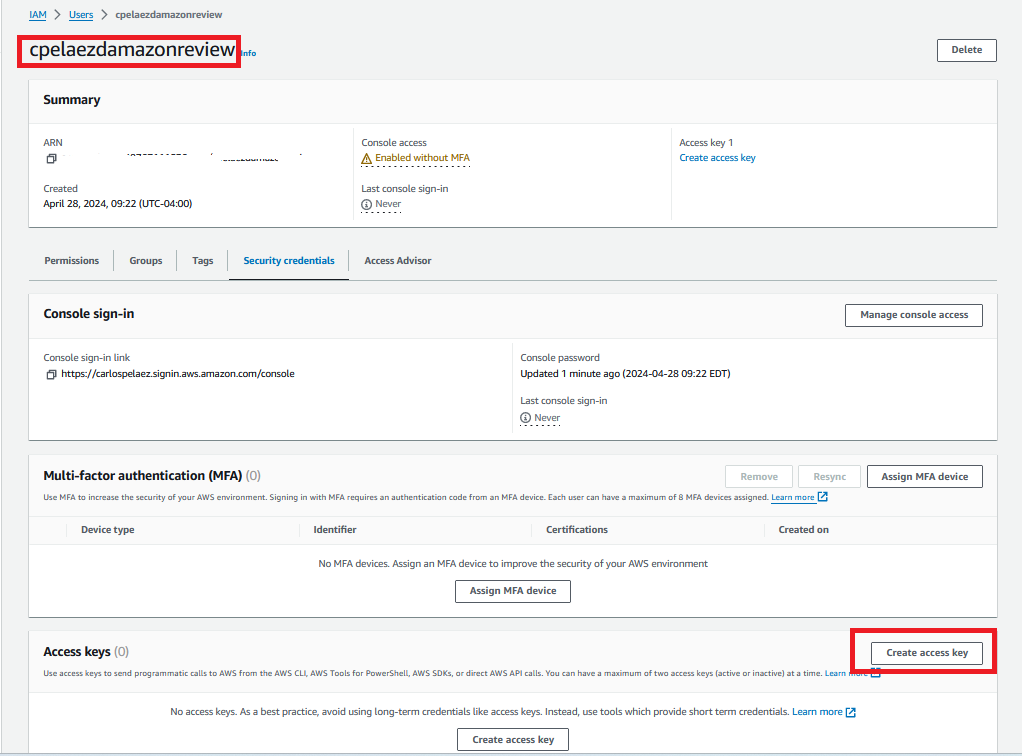 IAM > Users > cpelaezdamazonreview
cpelaezdamazonreview Info
Delete
Summary
ARN
Console access
Enabled without MFA
Access key 1
Create access key
Created
April 28, 2024, 09:22 (UTC-04:00)
Last console sign-in
Never
Permissions
Groups
Tags
Security credentials
Access Advisor
Console sign-in
Manage console access
Console sign-in link
https://carlospelaez.signin.aws.amazon.com/console
Console password
Updated 1 minute ago (2024-04-28 09:22 EDT)
Last console sign-in
Never
Multi-factor authentication (MFA) (0)
Remove
Resync
Assign MFA device
Use MFA to increase the security of your AWS environment. Signing in with MFA requires an authentication code from an MFA device. Each user can have a maximum of 8 MFA devices assigned. Learn more
Device type
Identifier
Certifications
Created on
No MFA devices. Assign an MFA device to improve the security of your AWS environment
Assign MFA device
Access keys (0)
Create access key
Use access keys to send programmatic calls to AWS from the AWS CLI, AWS Tools for PowerShell, AWS SDKs, or direct AWS API calls. You can have a maximum of two access keys (active or inactive) at a time. Learn more
No access keys. As a best practice, avoid using long-term credentials like access keys. Instead, use tools which provide short term credentials. Learn more
Create access key